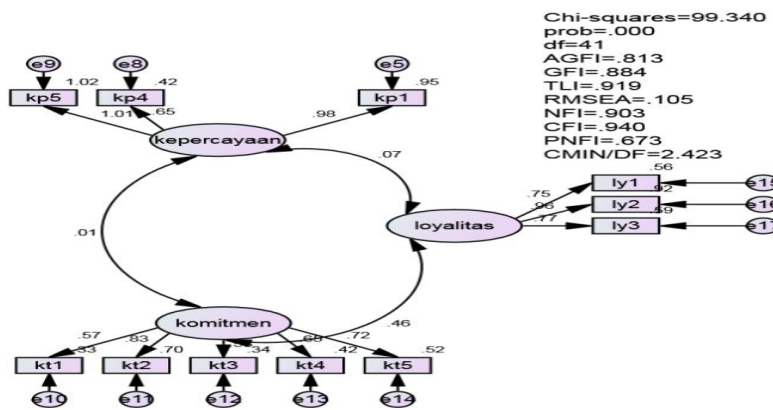 Chi-squares=99.340
prob=.000
df=41
AGFI=.813
GFI=.884
TLI=.919
RMSEA=.105
NFI=.903
CFI=.940
PNFI=.673
CMIN/DF=2.423
e9 e8 e5
1.02 .42 .95
kp5 kp4 kp1
1.01 .65 .98
kepercayaan
.07
.56
.75 ly1 e15
.92
.96 ly2 e16
.59
.77 ly3 e17
loyalitas
.01
komitmen
.46
.57 .83 .72
.33 .70 .34 .42 .52
kt1 kt2 kt3 kt4 kt5
e10 e11 e12 e13 e14